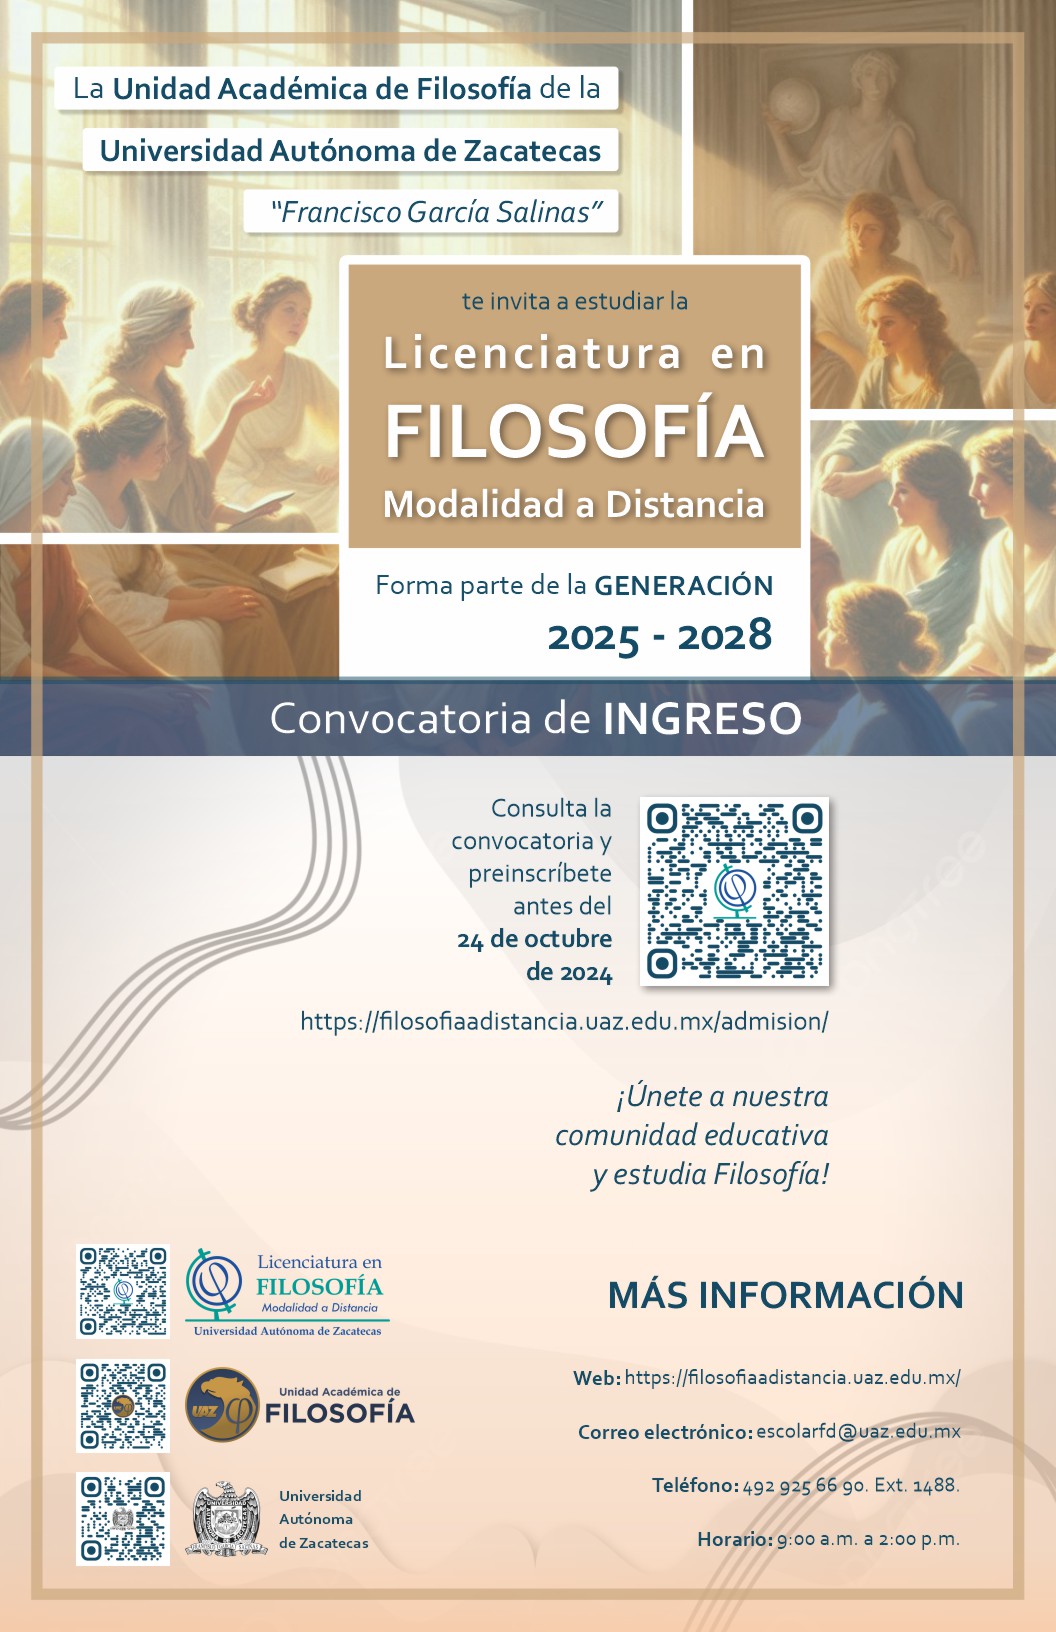 La Unidad Académica de Filosofía de la
Universidad Autónoma de Zacatecas
“Francisco García Salinas”
te invita a estudiar la
Licenciatura en
FILOSOFÍA
Modalidad a Distancia
Forma parte de la GENERACIÓN
2025 - 2028
Convocatoria de INGRESO
Consulta la
convocatoria y
preinscríbete
antes del
24 de octubre
de 2024
https://filosofiaadistancia.uaz.edu.mx/admision/
¡Únete a nuestra
comunidad educativa
y estudia Filosofía!
Licenciatura en
FILOSOFÍA
Modalidad a Distancia
Universidad Autónoma de Zacatecas
UAZ
Unidad Académica de
FILOSOFÍA
Universidad
Autónoma
de Zacatecas
MÁS INFORMACIÓN
Web: https://filosofiaadistancia.uaz.edu.mx/
Correo electrónico: escolarfd@uaz.edu.mx
Teléfono: 492 925 66 90. Ext. 1488.
Horario: 9:00 a.m. a 2:00 p.m.